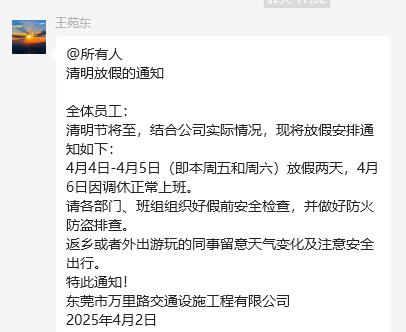 王苑东
@所有人
清明放假的通知
全体员工：
清明节将至，结合公司实际情况，现将放假安排通
知如下：
4月4日-4月5日（即本周五和周六）放假两天，4月
6日因调休正常上班。
请各部门、班组组织好假前安全检查，并做好防火
防盗排查。
返乡或者外出游玩的同事留意天气变化及注意安全
出行。
特此通知！
东莞市万里路交通设施工程有限公司
2025年4月2日